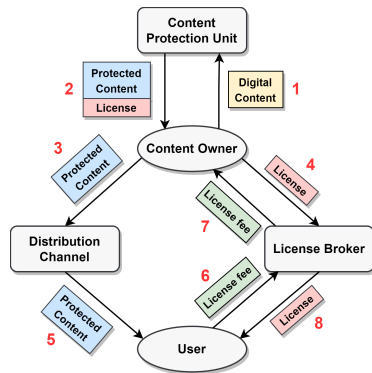 Content
Protection Unit
2
Protected
Content
License
Digital
Content
1
3
Protected
Content
Content Owner
4
License
License fee
7
Distribution
Channel
License Broker
6
License fee
Protected
Content
5
License
8
User